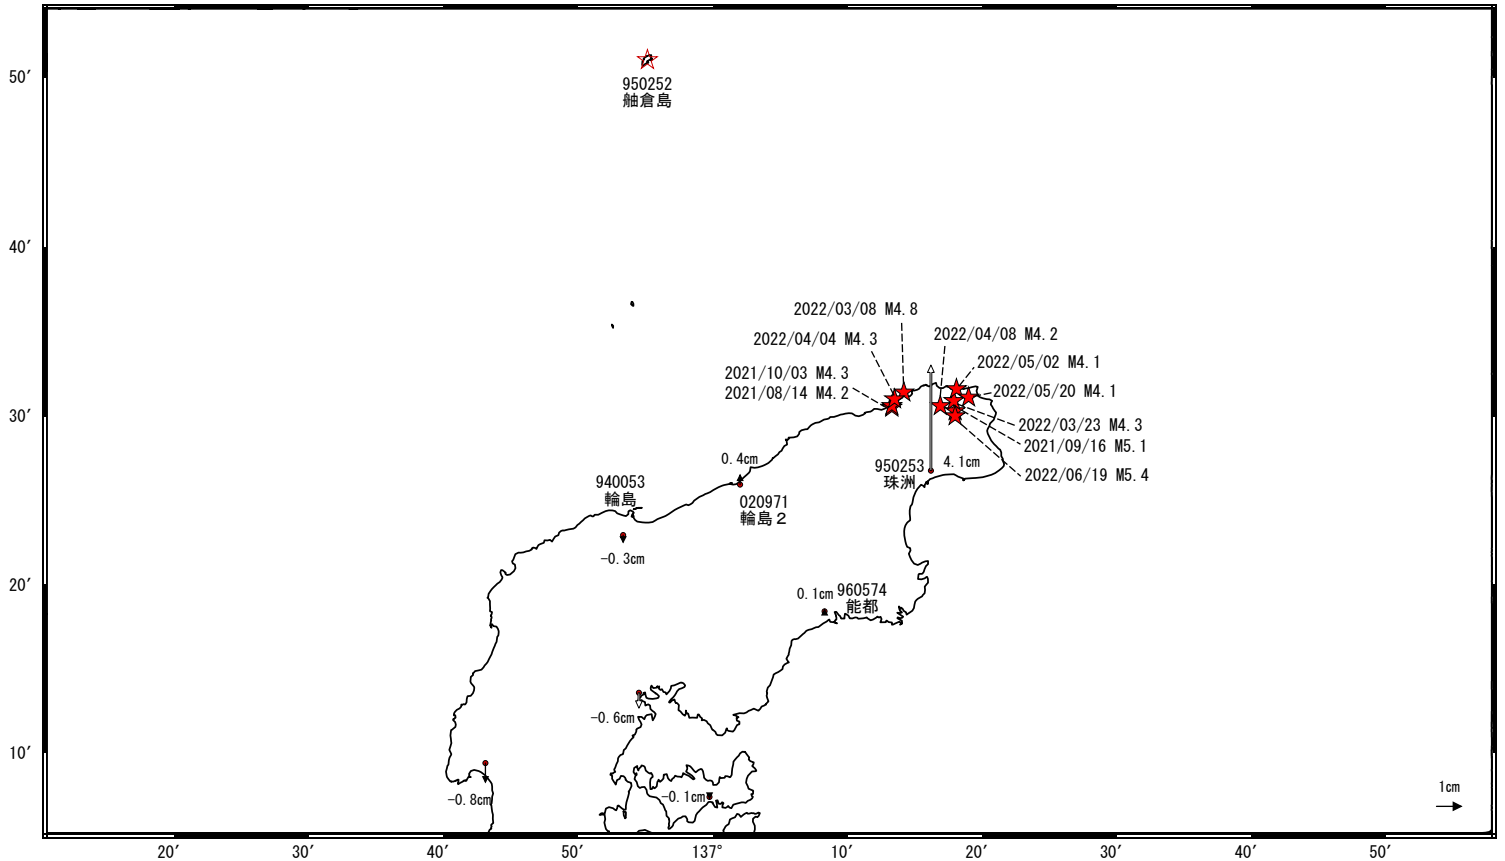 50′
950252
舳倉島
40′
2022/03/08 M4.8
2022/04/08 M4.2
2022/04/04 M4.3
2022/05/02 M4.1
2021/10/03 M4.3
2022/05/20 M4.1
2021/08/14 M4.2
30′
2022/03/23 M4.3
2021/09/16 M5.1
0.4cm
950253
4.1cm
2022/06/19 M5.4
珠洲
940053
輪島
020971
輪島２
-0.3cm
20′
0.1cm
960574
能都
-0.6cm
10′
-0.8cm
-0.1cm
1cm
20′
30′
40′
50′
137°
10′
20′
30′
40′
50′